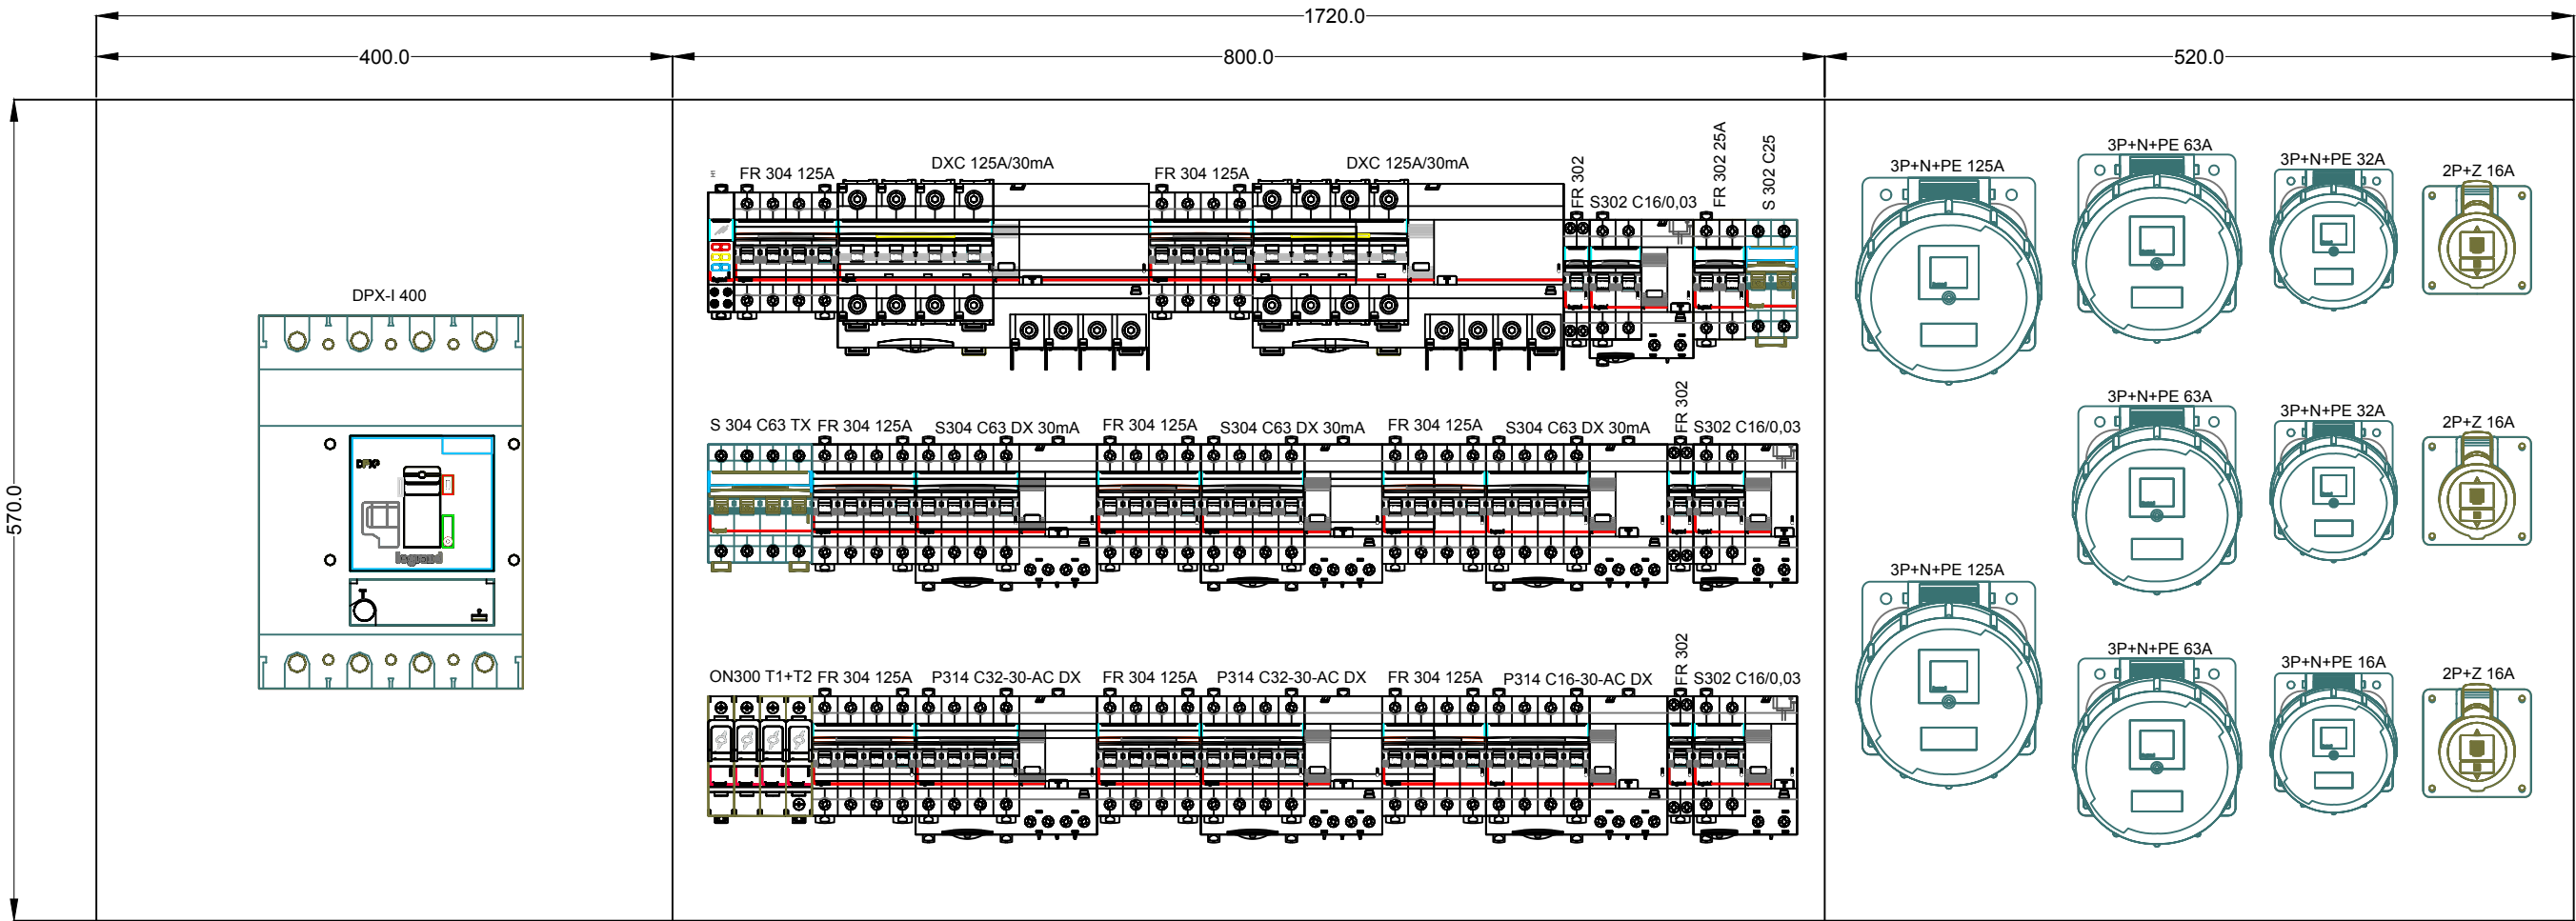 1720.0
400.0
800.0
520.0
570.0
DPX-I 400
legrand
H1
FR 304 125A
DXC 125A/30mA
FR 304 125A
DXC 125A/30mA
FR 302
S302 C16/0,03
FR 302 25A
S 302 C25
S 304 C63 TX
FR 304 125A
S304 C63 DX 30mA
FR 304 125A
S304 C63 DX 30mA
FR 304 125A
S304 C63 DX 30mA
FR 302
S302 C16/0,03
ON300 T1+T2
FR 304 125A
P314 C32-30-AC DX
FR 304 125A
P314 C32-30-AC DX
FR 304 125A
P314 C16-30-AC DX
FR 302
S302 C16/0,03
3P+N+PE 125A
3P+N+PE 63A
3P+N+PE 32A
2P+Z 16A
3P+N+PE 63A
3P+N+PE 32A
2P+Z 16A
3P+N+PE 125A
3P+N+PE 63A
3P+N+PE 16A
2P+Z 16A